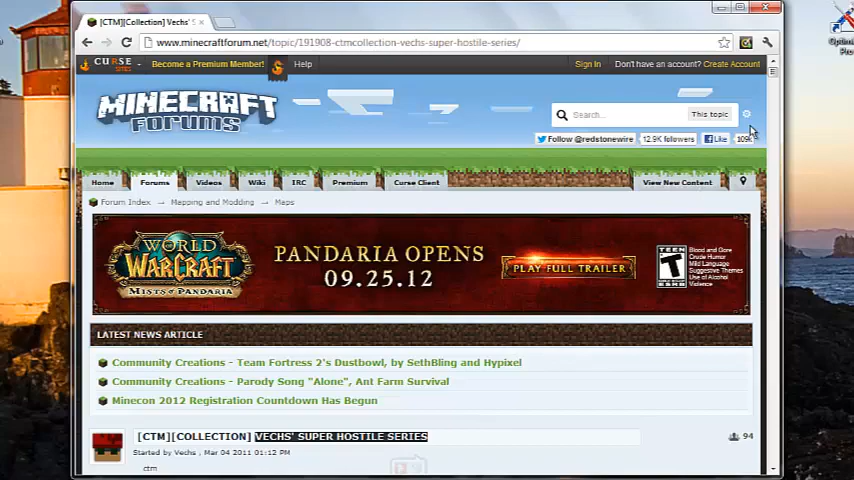 [CTM][Collection] Vechs' S
www.minecraftforum.net/topic/191908-ctmcollection-vechs-super-hostile-series/
CURSE SITES
Become a Premium Member!
Help
Sign In
Don't have an account? Create Account
MINECRAFT
FORUMS
Search...
This topic
Follow @redstonewire
12.9K followers
Like
109k
Home
Forums
Videos
Wiki
IRC
Premium
Curse Client
View New Content
Forum Index → Mapping and Modding → Maps
WORLD
WARCRAFT
MISTS OF PANDARIA
PANDARIA OPENS
09.25.12
PLAY FULL TRAILER
TEEN
T
ESRB
Blood and Gore
Crude Humor
Mild Language
Suggestive Themes
Use of Alcohol
Violence
LATEST NEWS ARTICLE
Community Creations - Team Fortress 2's Dustbowl, by SethBling and Hypixel
Community Creations - Parody Song "Alone", Ant Farm Survival
Minecon 2012 Registration Countdown Has Begun
[CTM][COLLECTION] VECHS' SUPER HOSTILE SERIES
94
Started by Vechs , Mar 04 2011 01:12 PM
ctm